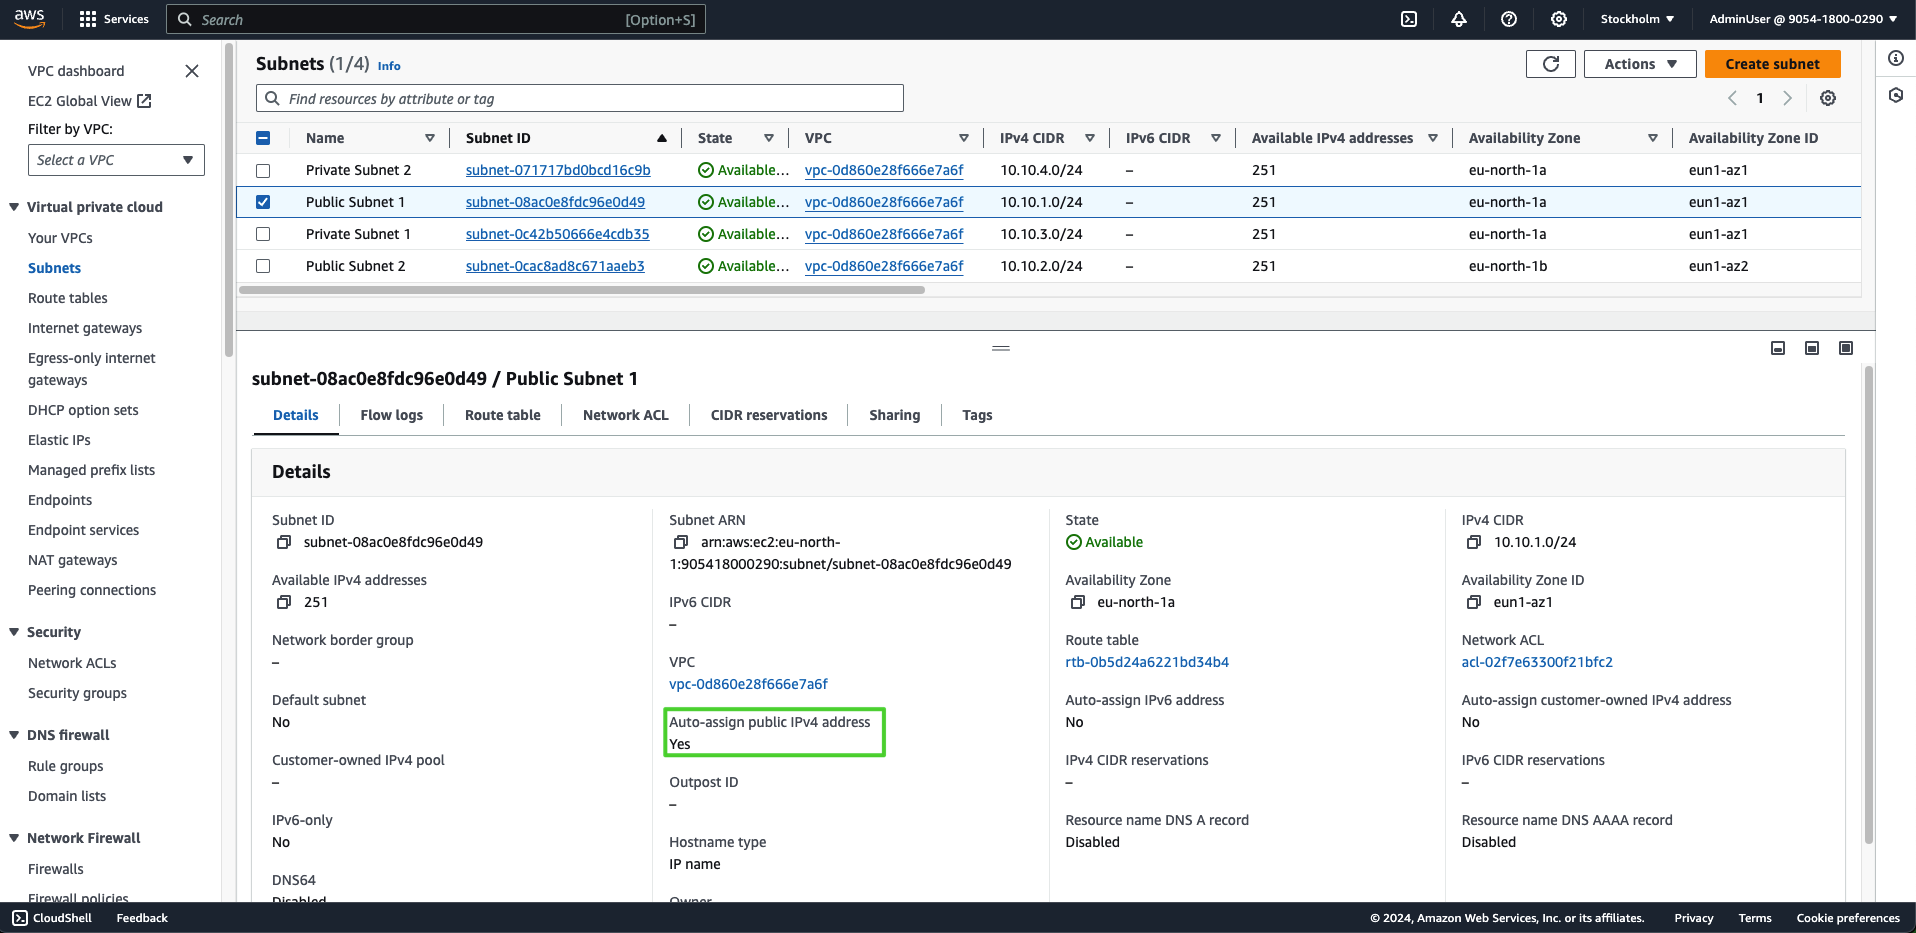 aws
Services
Search
[Option+S]
Stockholm ▼
AdminUser @ 9054-1800-0290 ▼
VPC dashboard
EC2 Global View
Filter by VPC:
Select a VPC
Virtual private cloud
Your VPCs
Subnets
Route tables
Internet gateways
Egress-only internet
gateways
DHCP option sets
Elastic IPs
Managed prefix lists
Endpoints
Endpoint services
NAT gateways
Peering connections
Security
Network ACLs
Security groups
DNS firewall
Rule groups
Domain lists
Network Firewall
Firewalls
Firewall policies
Subnets (1/4) Info
Actions
Create subnet
Find resources by attribute or tag
1
Name Subnet ID State VPC IPv4 CIDR IPv6 CIDR Available IPv4 addresses Availability Zone Availability Zone ID
Private Subnet 2 subnet-071717bd0bcd16c9b Available... vpc-0d860e28f666e7a6f 10.10.4.0/24 – 251 eu-north-1a eun1-az1
Public Subnet 1 subnet-08ac0e8fdc96e0d49 Available... vpc-0d860e28f666e7a6f 10.10.1.0/24 – 251 eu-north-1a eun1-az1
Private Subnet 1 subnet-0c42b50666e4cdb35 Available... vpc-0d860e28f666e7a6f 10.10.3.0/24 – 251 eu-north-1a eun1-az1
Public Subnet 2 subnet-0cac8ad8c671aaeb3 Available... vpc-0d860e28f666e7a6f 10.10.2.0/24 – 251 eu-north-1b eun1-az2
subnet-08ac0e8fdc96e0d49 / Public Subnet 1
Details Flow logs Route table Network ACL CIDR reservations Sharing Tags
Details
Subnet ID
subnet-08ac0e8fdc96e0d49
Available IPv4 addresses
251
Network border group
–
Default subnet
No
Customer-owned IPv4 pool
–
IPv6-only
No
DNS64
Disabled
Subnet ARN
arn:aws:ec2:eu-north-
1:905418000290:subnet/subnet-08ac0e8fdc96e0d49
IPv6 CIDR
–
VPC
vpc-0d860e28f666e7a6f
Auto-assign public IPv4 address
Yes
Outpost ID
–
Hostname type
IP name
Owner
State
Available
Availability Zone
eu-north-1a
Route table
rtb-0b5d24a6221bd34b4
Auto-assign IPv6 address
No
IPv4 CIDR reservations
–
Resource name DNS A record
Disabled
IPv4 CIDR
10.10.1.0/24
Availability Zone ID
eun1-az1
Network ACL
acl-02f7e63300f21bfc2
Auto-assign customer-owned IPv4 address
No
IPv6 CIDR reservations
–
Resource name DNS AAAA record
Disabled
CloudShell
Feedback
© 2024, Amazon Web Services, Inc. or its affiliates.
Privacy
Terms
Cookie preferences